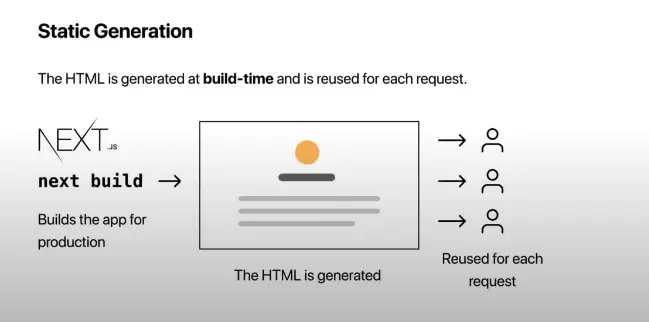 Static Generation
The HTML is generated at build-time and is reused for each request.
NEXT.JS
next build
Builds the app for
production
The HTML is generated
Reused for each
request